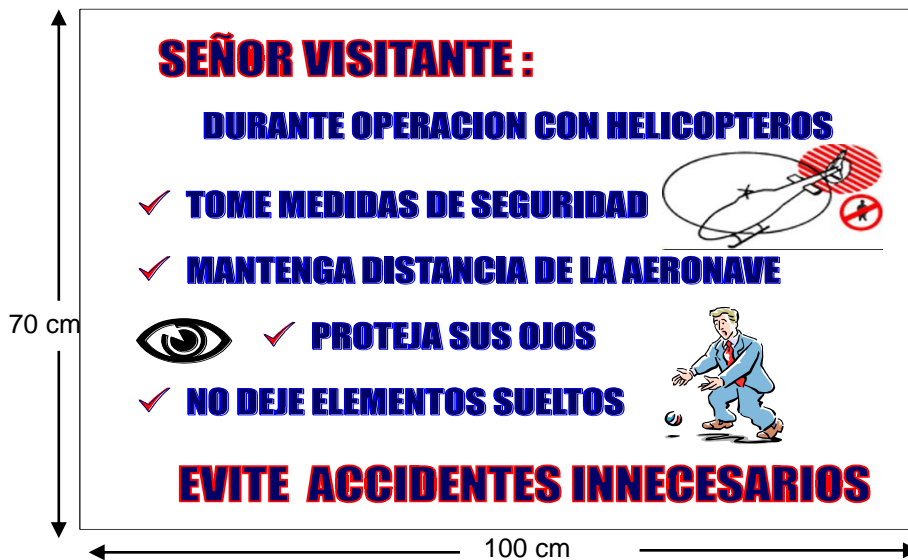 SEÑOR VISITANTE :
DURANTE OPERACION CON HELICOPTEROS
TOME MEDIDAS DE SEGURIDAD
MANTENGA DISTANCIA DE LA AERONAVE
70 cm
PROTEJA SUS OJOS
NO DEJE ELEMENTOS SUELTOS
EVITE ACCIDENTES INNECESARIOS
100 cm